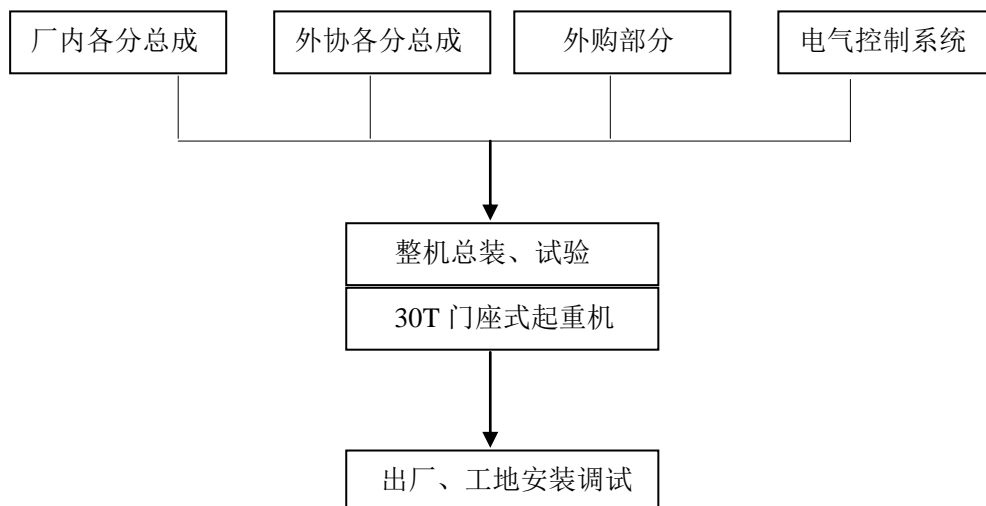 厂内各分总成
外协各分总成
外购部分
电气控制系统
整机总装、试验
30T 门座式起重机
出厂、工地安装调试